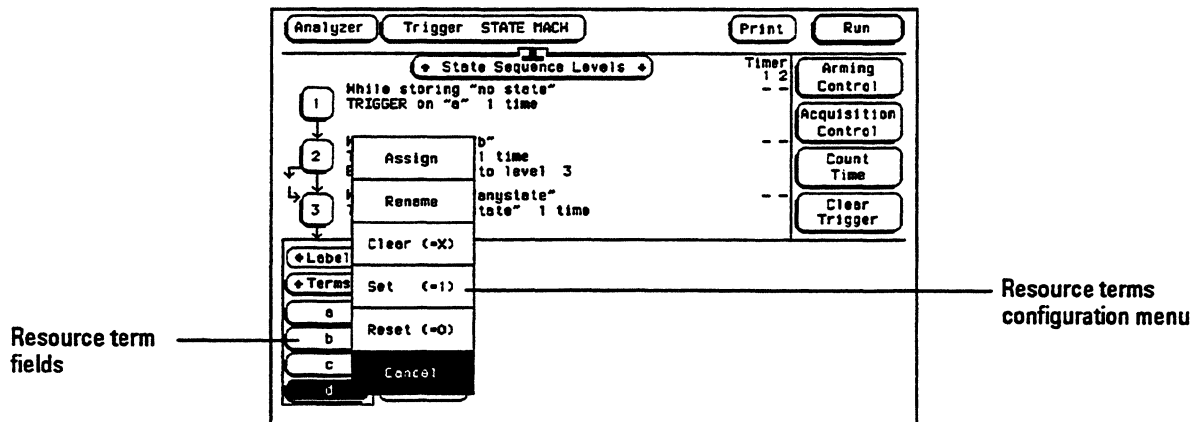 Analyzer Trigger STATE MACH Print Run
State Sequence Levels
Timer
1 2
While storing "no state"
TRIGGER on "a" 1 time
1
- -
Arming
Control
Acquisition
Control
2
b"
1 time
to level 3
- -
Count
Time
3
anystate"
tate" 1 time
- -
Clear
Trigger
Assign
Rename
Clear (=X)
Set (=1)
Reset (=0)
Cancel
Label
Terms
a
b
c
d
Resource term
fields
Resource terms
configuration menu